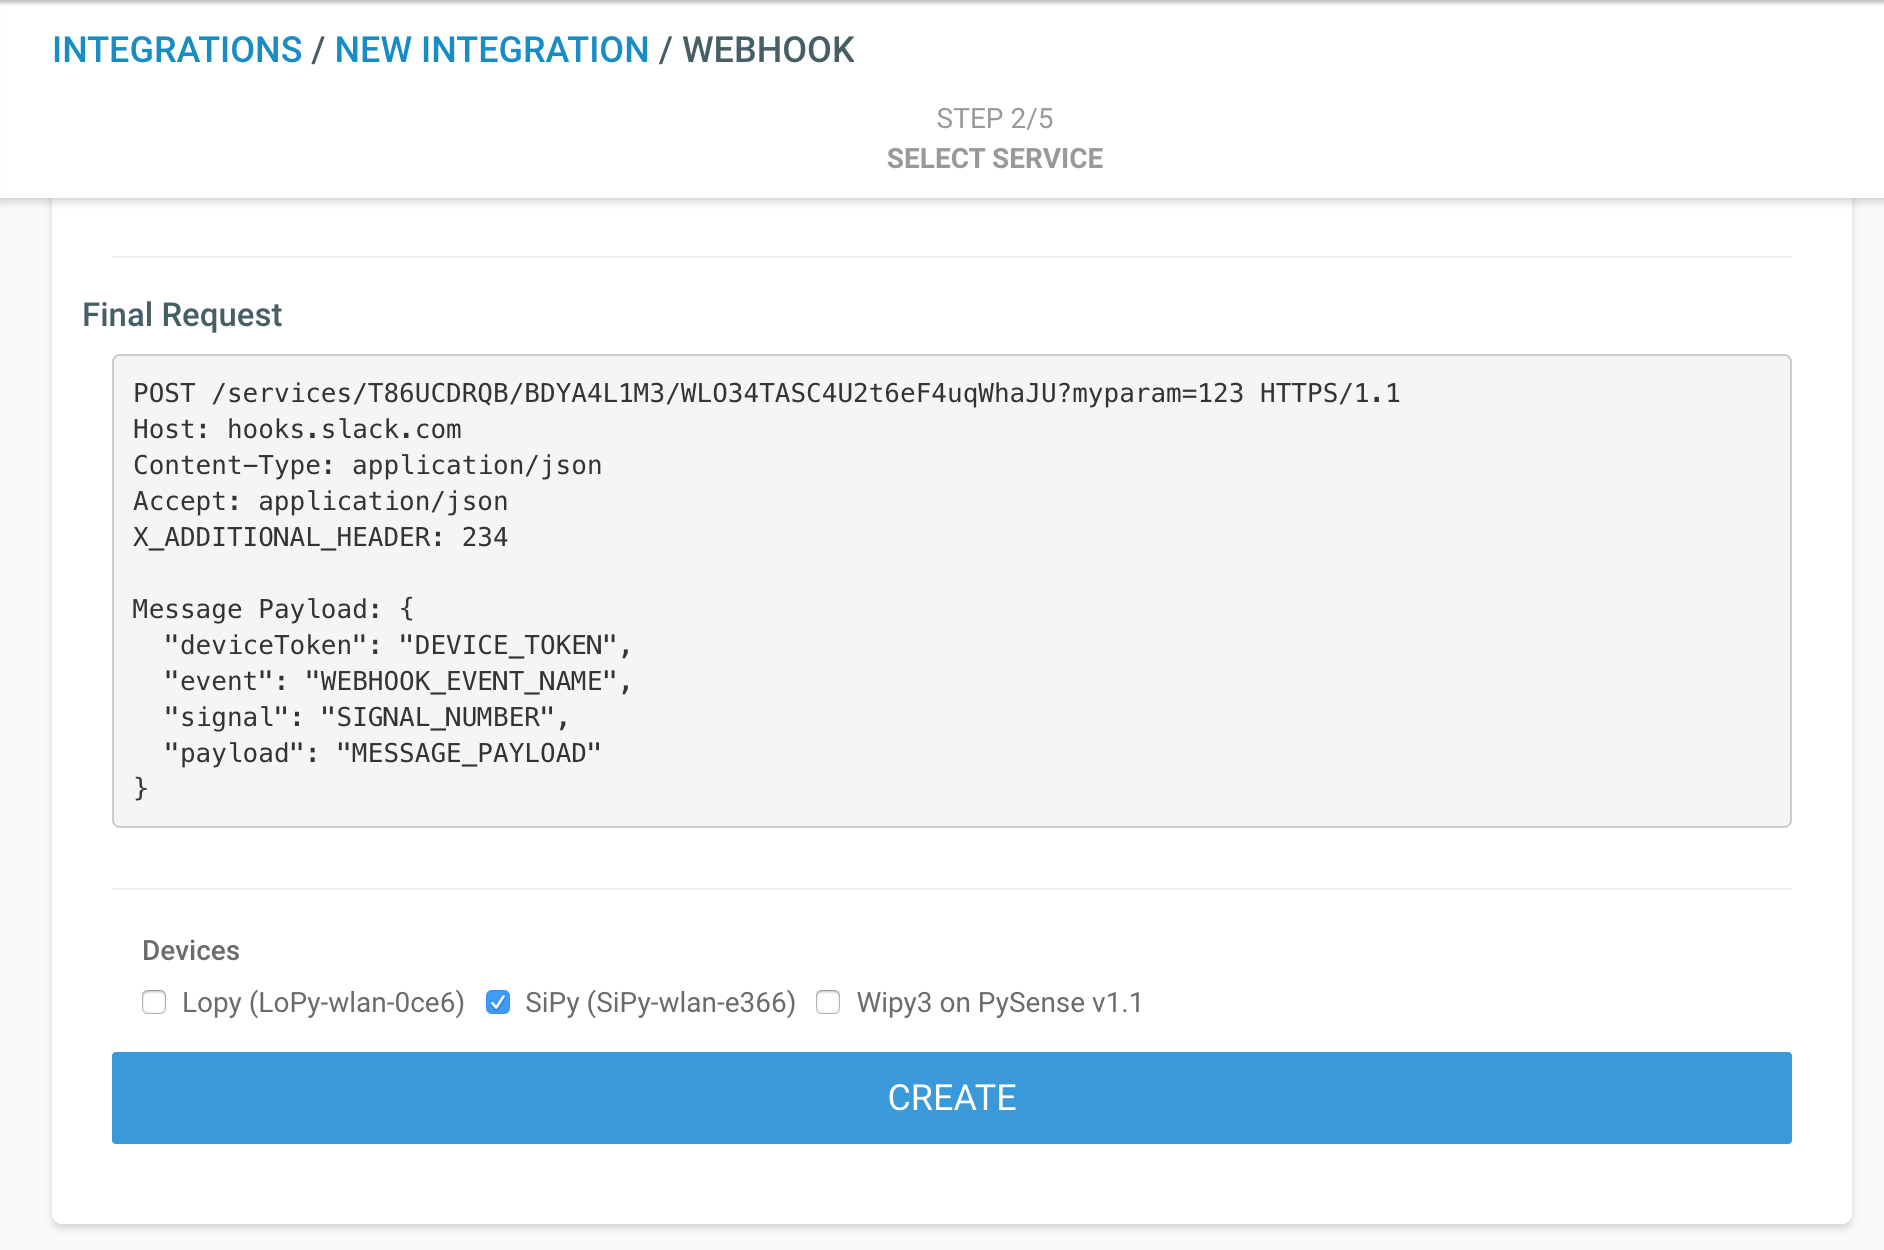 INTEGRATIONS / NEW INTEGRATION / WEBHOOK
STEP 2/5
SELECT SERVICE
Final Request
POST /services/T86UCDRQB/BDYA4L1M3/WLO34TASC4U2t6eF4uqWhaJU?myparam=123 HTTPS/1.1
Host: hooks.slack.com
Content-Type: application/json
Accept: application/json
X_ADDITIONAL_HEADER: 234
Message Payload: {
  "deviceToken": "DEVICE_TOKEN",
  "event": "WEBHOOK_EVENT_NAME",
  "signal": "SIGNAL_NUMBER",
  "payload": "MESSAGE_PAYLOAD"
}
Devices
Lopy (LoPy-wlan-0ce6) SiPy (SiPy-wlan-e366) Wipy3 on PySense v1.1
CREATE